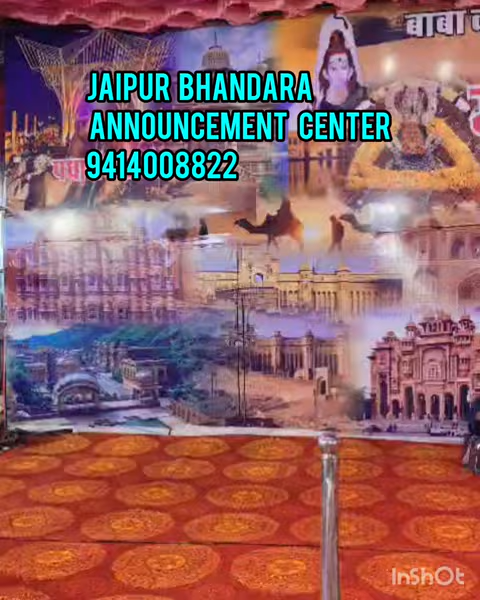 बाबा
JAIPUR BHANDARA
ANNOUNCEMENT CENTER
9414008822
InShOt